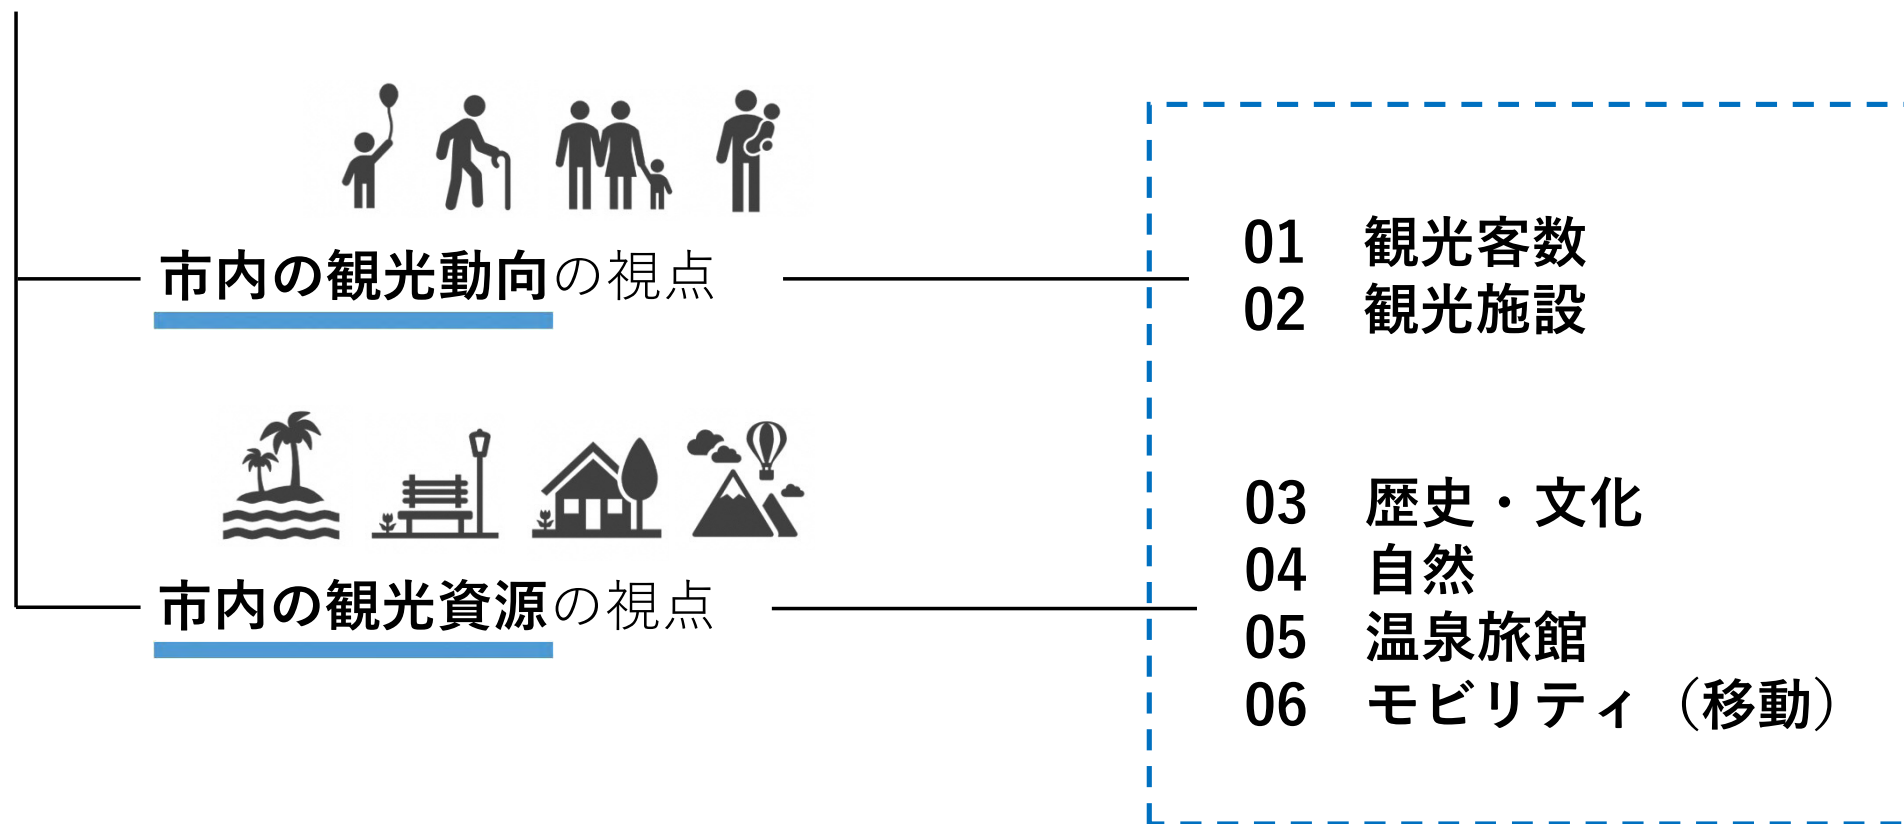 市内の観光動向の視点
01 観光客数
02 観光施設
市内の観光資源の視点
03 歴史・文化
04 自然
05 温泉旅館
06 モビリティ（移動）